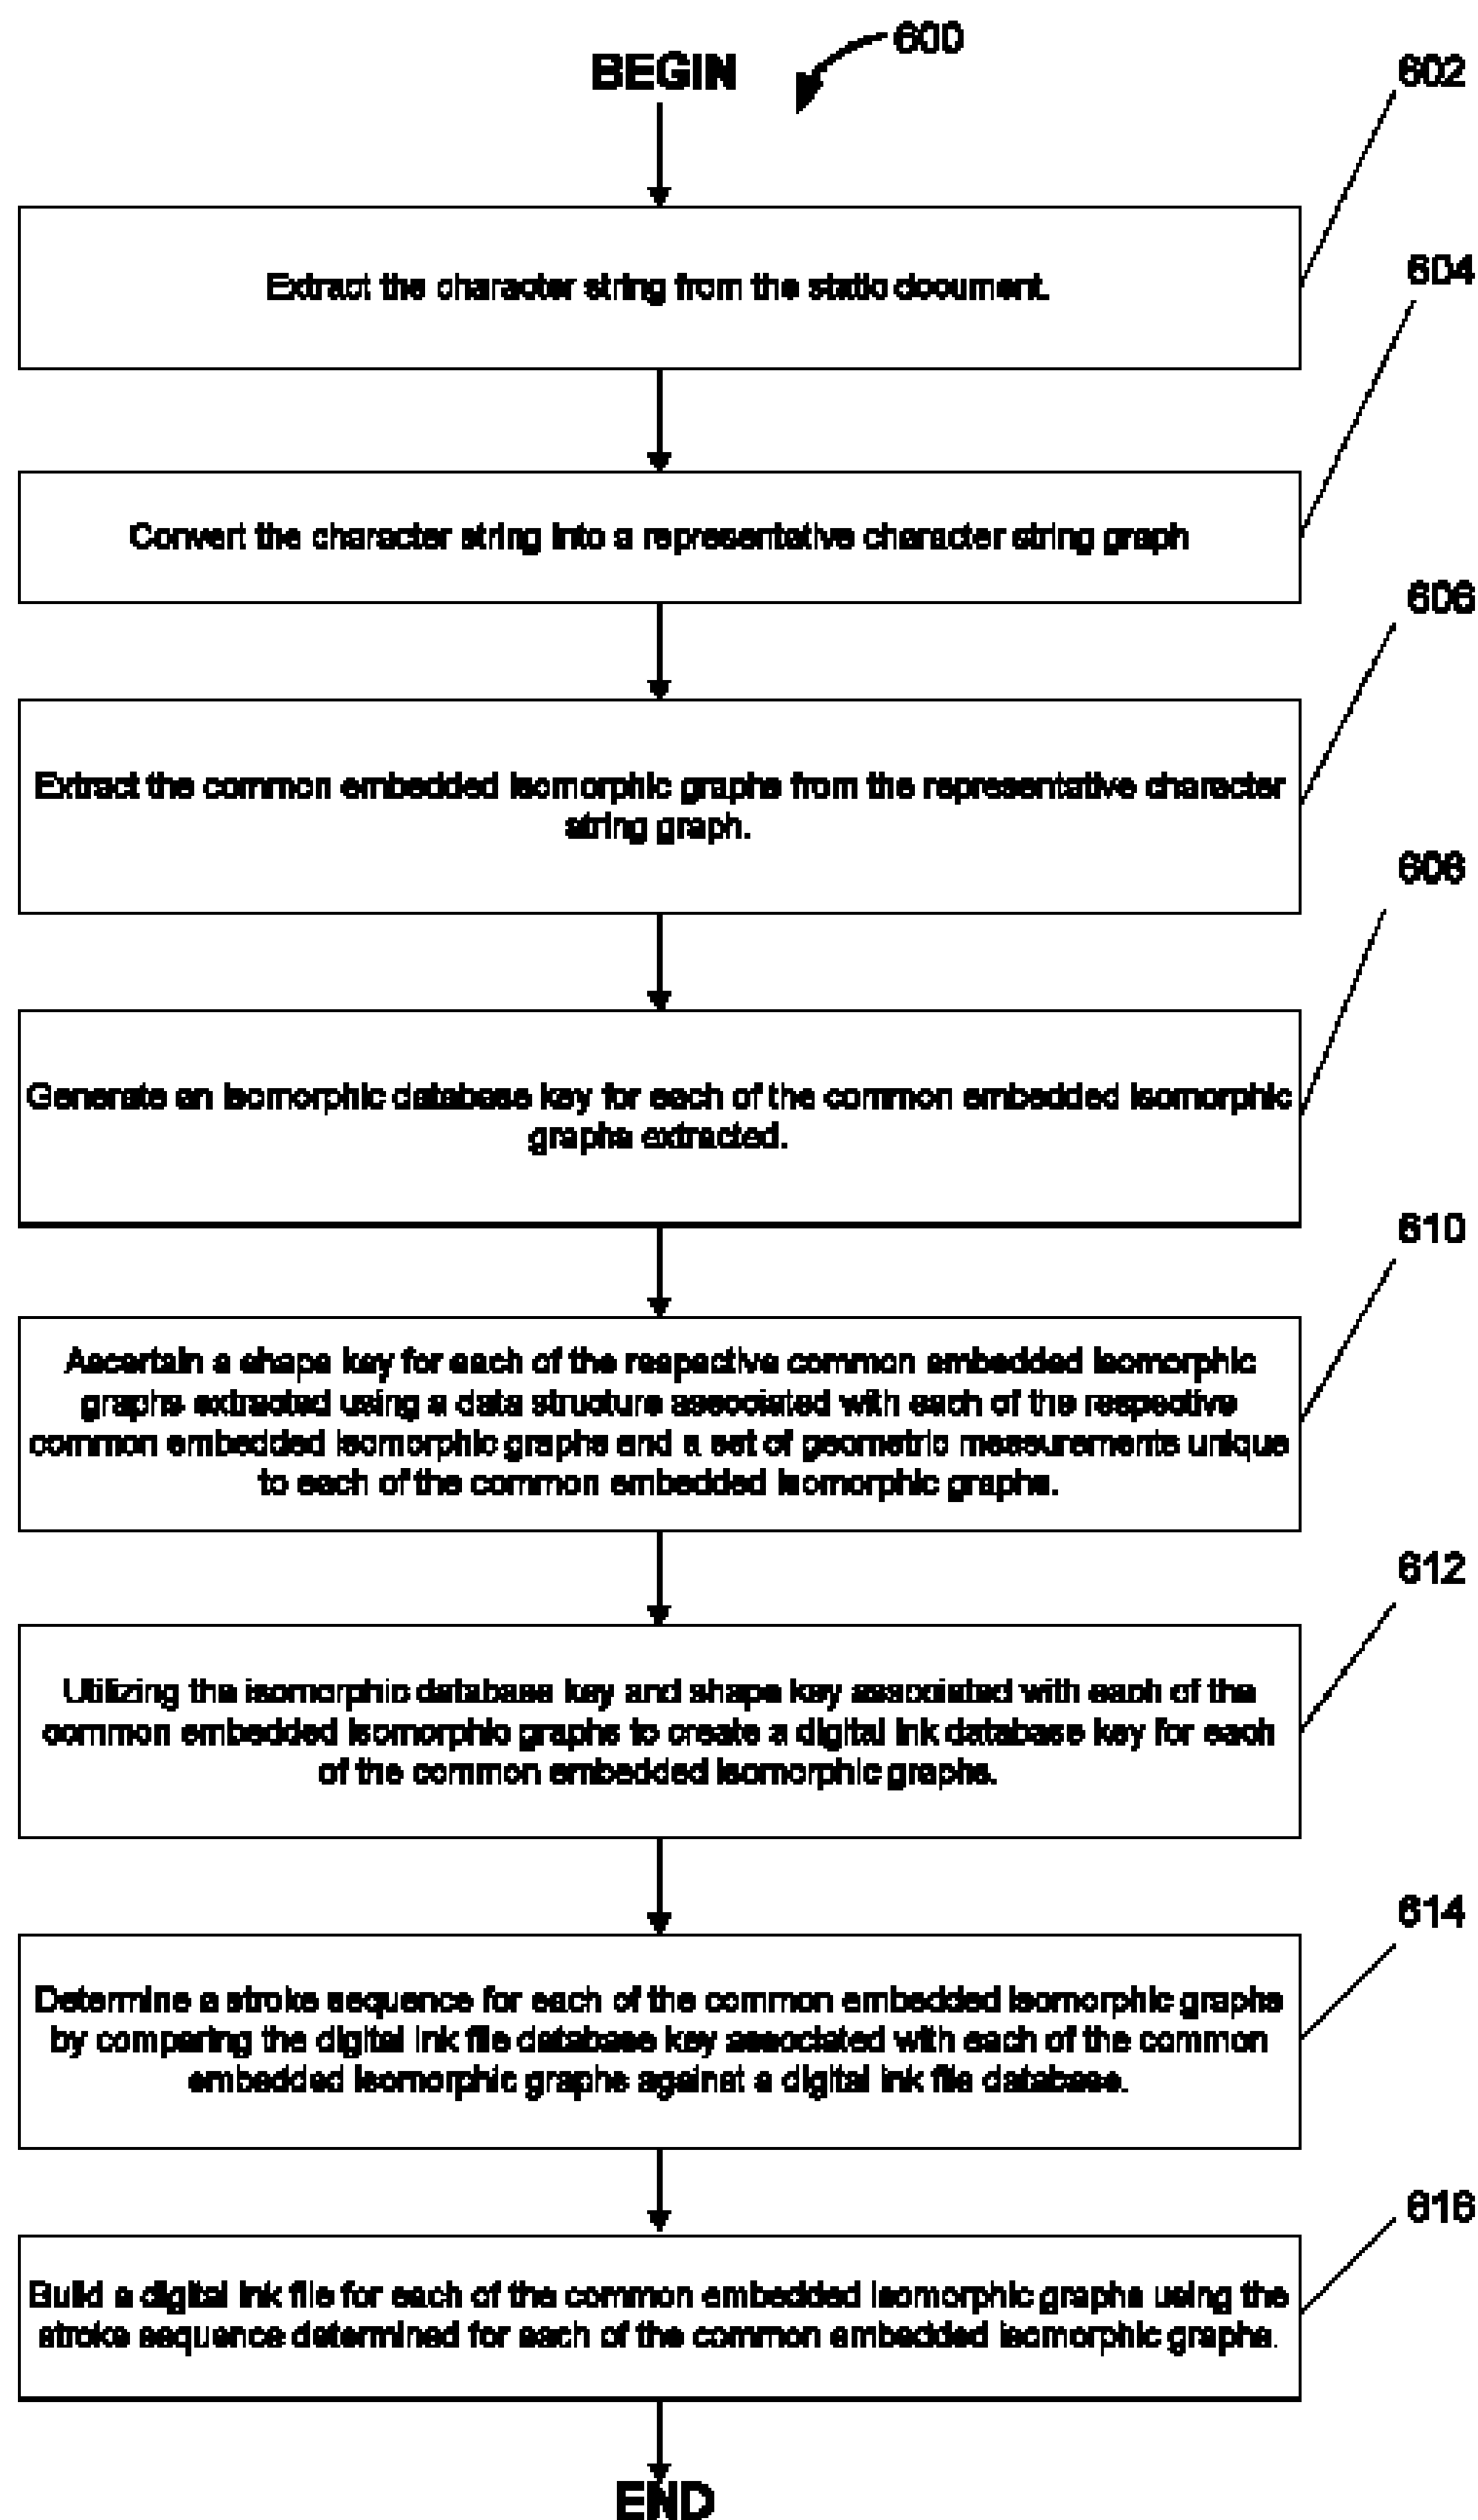 BEGIN
600
602
Extract the character string from the static document.
604
Convert the character string into a representative character string graph
606
Extract the common embedded isomorphic graphs from the representative character
string graph.
608
Generate an isomorphic database key for each of the common embedded isomorphic
graphs extracted.
610
Ascertain a shape key for each of the respective common embedded isomorphic
graphs extracted using a data structure associated with each of the respective
common embedded isomorphic graphs and a set of geometric measurements unique
to each of the common embedded isomorphic graphs.
612
Utilizing the isomorphic database key and shape key associated with each of the
common embedded isomorphic graphs to create a digital ink database key for each
of the common embedded isomorphic graphs.
614
Determine a stroke sequence for each of the common embedded isomorphic graphs
by comparing the digital ink file database key associated with each of the common
embedded isomorphic graphs against a digital ink file database.
616
Build a digital ink file for each of the common embedded isomorphic graphs using the
stroke sequence determined for each of the common embedded isomorphic graphs.
END